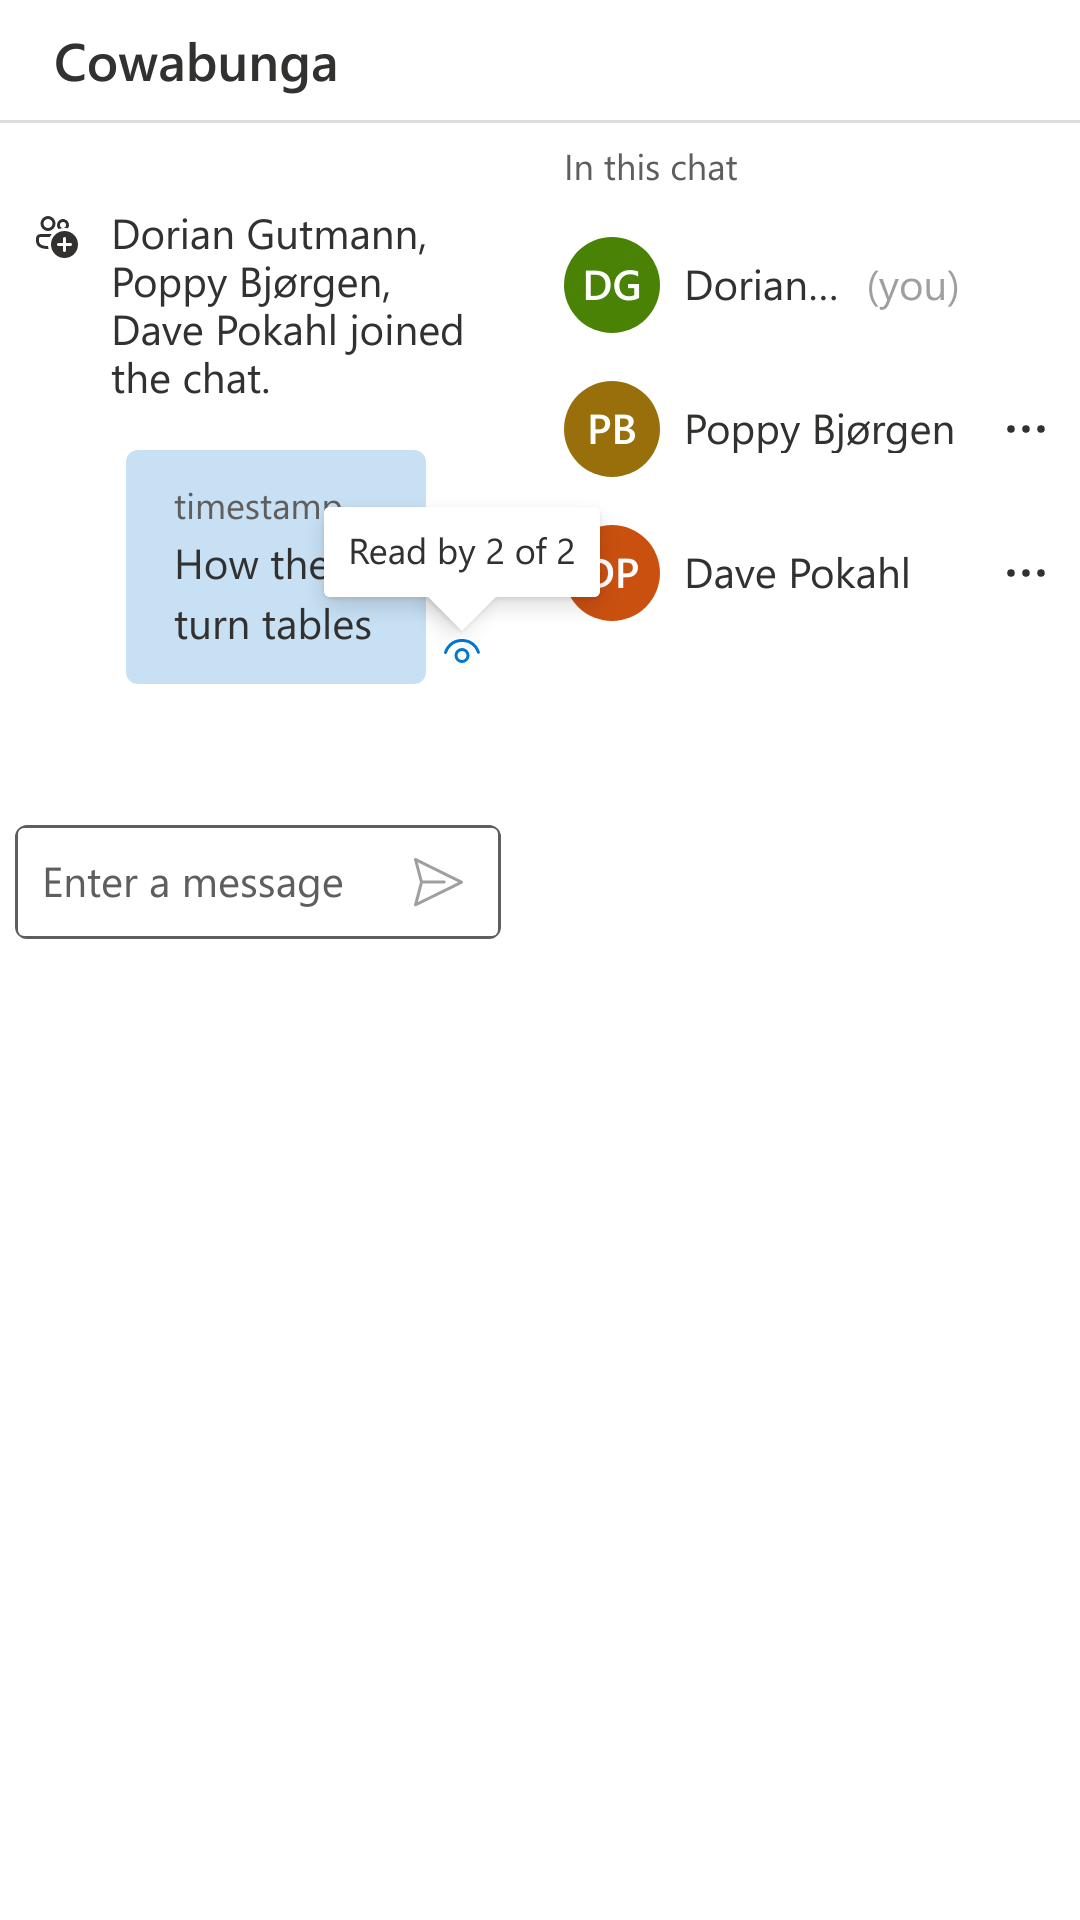 Cowabunga
In this chat
Dorian Gutmann,
Poppy Bjørgen,
Dave Pokahl joined
the chat.
DG Dorian... (you)
PB Poppy Bjørgen
DP Dave Pokahl
timestamp
How the
turn tables
Read by 2 of 2
Enter a message